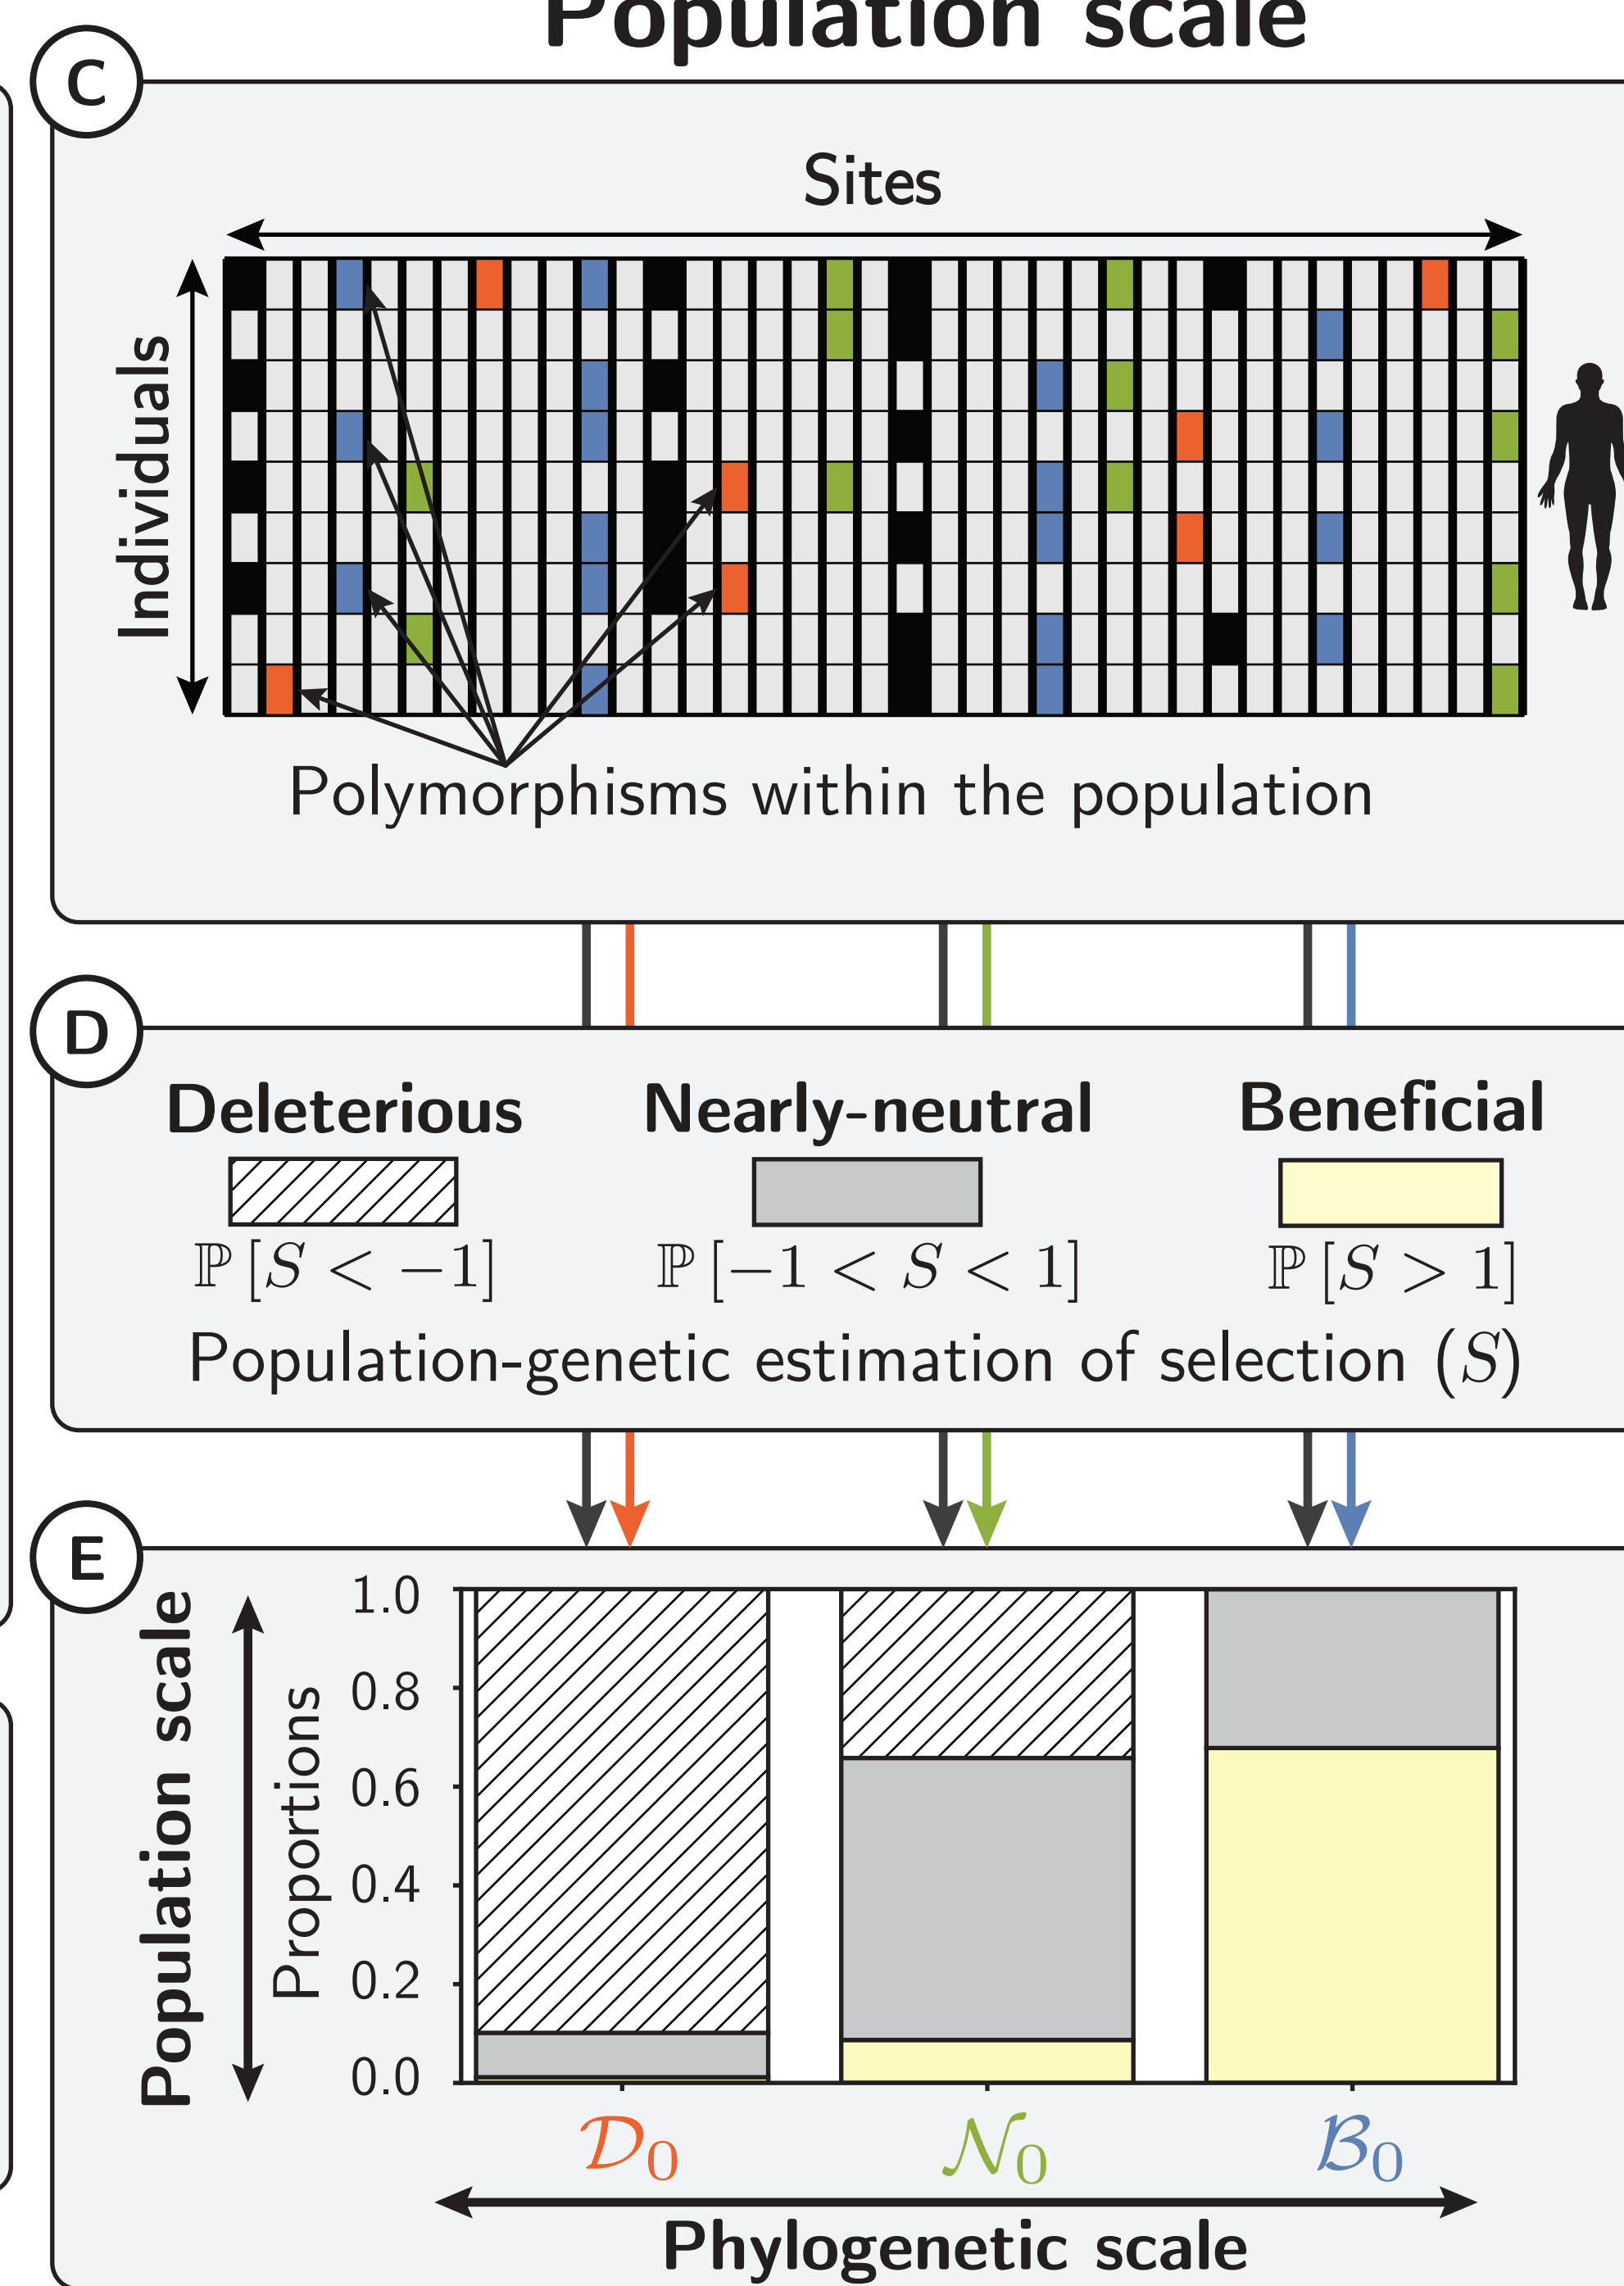 Population scale
C
Sites
Individuals
Polymorphisms within the population
D
Deleterious Nearly-neutral Beneficial
ℙ[S < −1] ℙ[−1 < S < 1] ℙ[S > 1]
Population-genetic estimation of selection (S)
E
Population scale
Proportions
1.0
0.8
0.6
0.4
0.2
0.0
𝒟₀ 𝒩₀ ℬ₀
Phylogenetic scale